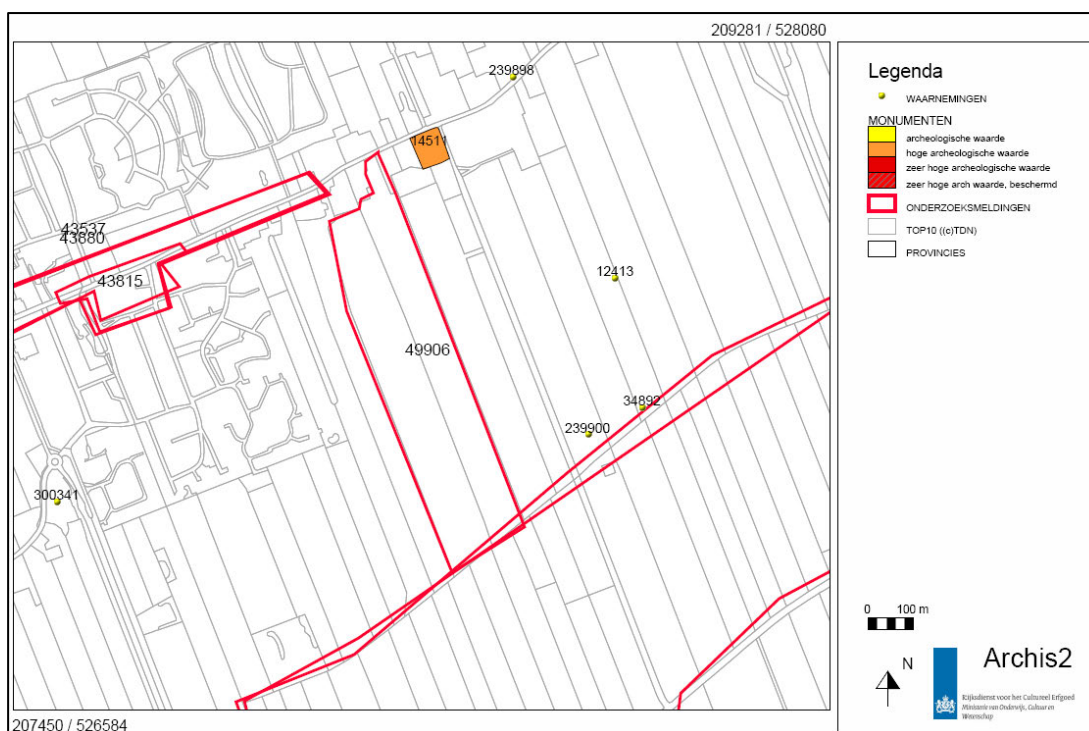 209281 / 528080
239898
14511
43537
43880
43815
12413
49906
34892
239900
300341
207450 / 526584
Legenda
WAARNEMINGEN
MONUMENTEN
archeologische waarde
hoge archeologische waarde
zeer hoge archeologische waarde
zeer hoge arch waarde, beschermd
ONDERZOEKSMELDINGEN
TOP10 ((c)TDN)
PROVINCIES
0 100 m
N
Archis2
Rijksdienst voor het Cultureel Erfgoed
Ministerie van Onderwijs, Cultuur en
Wetenschap